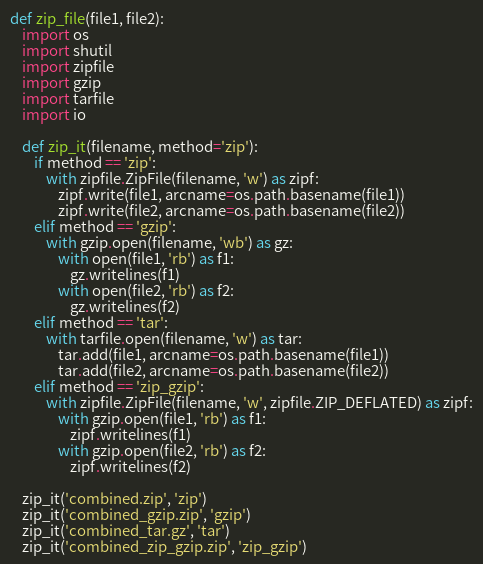 def zip_file(file1, file2):
import os
import shutil
import zipfile
import gzip
import tarfile
import io
def zip_it(filename, method='zip'):
if method == 'zip':
with zipfile.ZipFile(filename, 'w') as zipf:
zipf.write(file1, arcname=os.path.basename(file1))
zipf.write(file2, arcname=os.path.basename(file2))
elif method == 'gzip':
with gzip.open(filename, 'wb') as gz:
with open(file1, 'rb') as f1:
gz.writelines(f1)
with open(file2, 'rb') as f2:
gz.writelines(f2)
elif method == 'tar':
with tarfile.open(filename, 'w') as tar:
tar.add(file1, arcname=os.path.basename(file1))
tar.add(file2, arcname=os.path.basename(file2))
elif method == 'zip_gzip':
with zipfile.ZipFile(filename, 'w', zipfile.ZIP_DEFLATED) as zipf:
with gzip.open(file1, 'rb') as f1:
zipf.writelines(f1)
with gzip.open(file2, 'rb') as f2:
zipf.writelines(f2)
zip_it('combined.zip', 'zip')
zip_it('combined_gzip.zip', 'gzip')
zip_it('combined_tar.gz', 'tar')
zip_it('combined_zip_gzip.zip', 'zip_gzip')